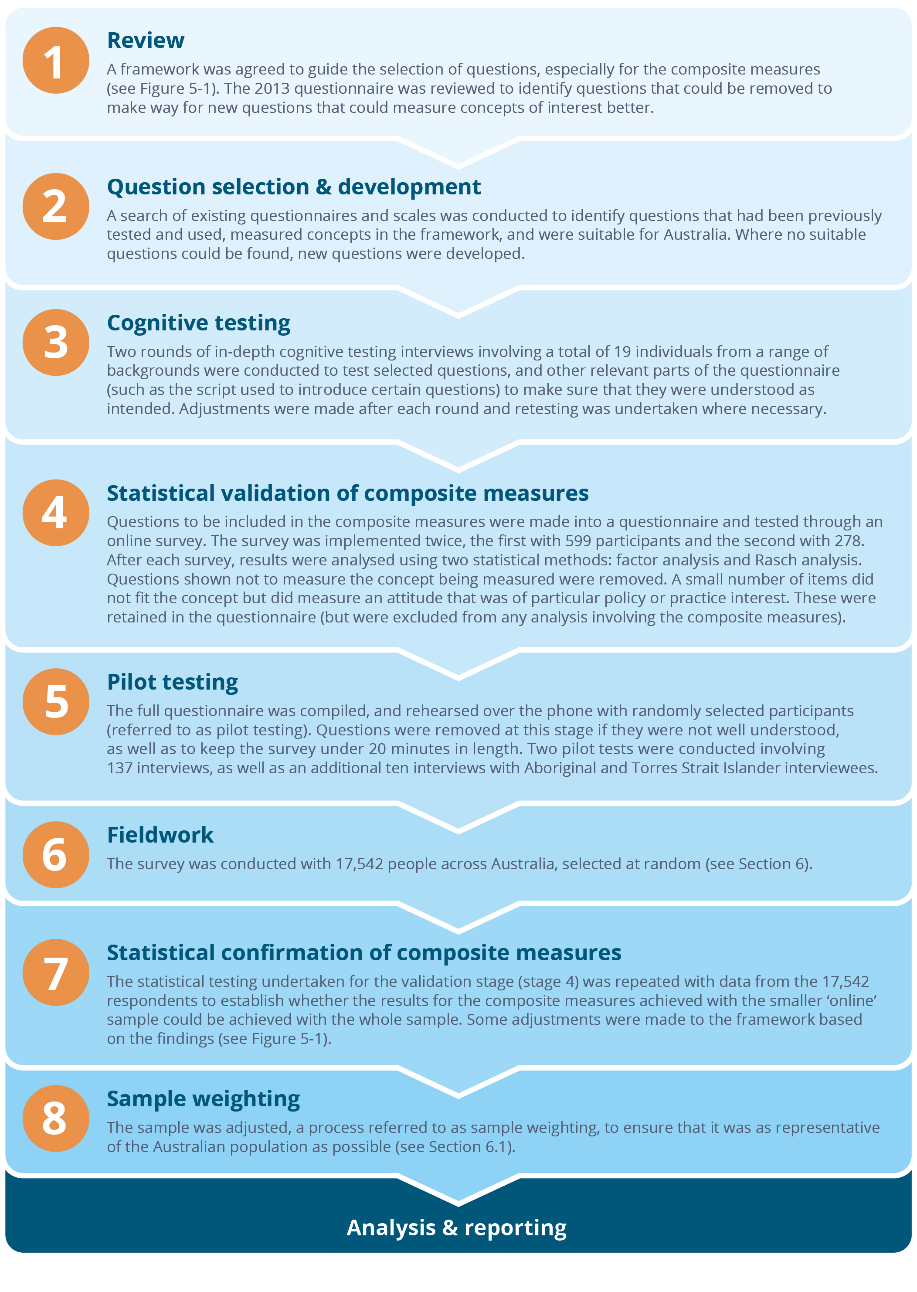 1
Review
A framework was agreed to guide the selection of questions, especially for the composite measures
(see Figure 5-1). The 2013 questionnaire was reviewed to identify questions that could be removed to
make way for new questions that could measure concepts of interest better.
2
Question selection & development
A search of existing questionnaires and scales was conducted to identify questions that had been previously
tested and used, measured concepts in the framework, and were suitable for Australia. Where no suitable
questions could be found, new questions were developed.
3
Cognitive testing
Two rounds of in-depth cognitive testing interviews involving a total of 19 individuals from a range of
backgrounds were conducted to test selected questions, and other relevant parts of the questionnaire
(such as the script used to introduce certain questions) to make sure that they were understood as
intended. Adjustments were made after each round and retesting was undertaken where necessary.
4
Statistical validation of composite measures
Questions to be included in the composite measures were made into a questionnaire and tested through an
online survey. The survey was implemented twice, the first with 599 participants and the second with 278.
After each survey, results were analysed using two statistical methods: factor analysis and Rasch analysis.
Questions shown not to measure the concept being measured were removed. A small number of items did
not fit the concept but did measure an attitude that was of particular policy or practice interest. These were
retained in the questionnaire (but were excluded from any analysis involving the composite measures).
5
Pilot testing
The full questionnaire was compiled, and rehearsed over the phone with randomly selected participants
(referred to as pilot testing). Questions were removed at this stage if they were not well understood,
as well as to keep the survey under 20 minutes in length. Two pilot tests were conducted involving
137 interviews, as well as an additional ten interviews with Aboriginal and Torres Strait Islander interviewees.
6
Fieldwork
The survey was conducted with 17,542 people across Australia, selected at random (see Section 6).
7
Statistical confirmation of composite measures
The statistical testing undertaken for the validation stage (stage 4) was repeated with data from the 17,542
respondents to establish whether the results for the composite measures achieved with the smaller ‘online’
sample could be achieved with the whole sample. Some adjustments were made to the framework based
on the findings (see Figure 5-1).
8
Sample weighting
The sample was adjusted, a process referred to as sample weighting, to ensure that it was as representative
of the Australian population as possible (see Section 6.1).
Analysis & reporting